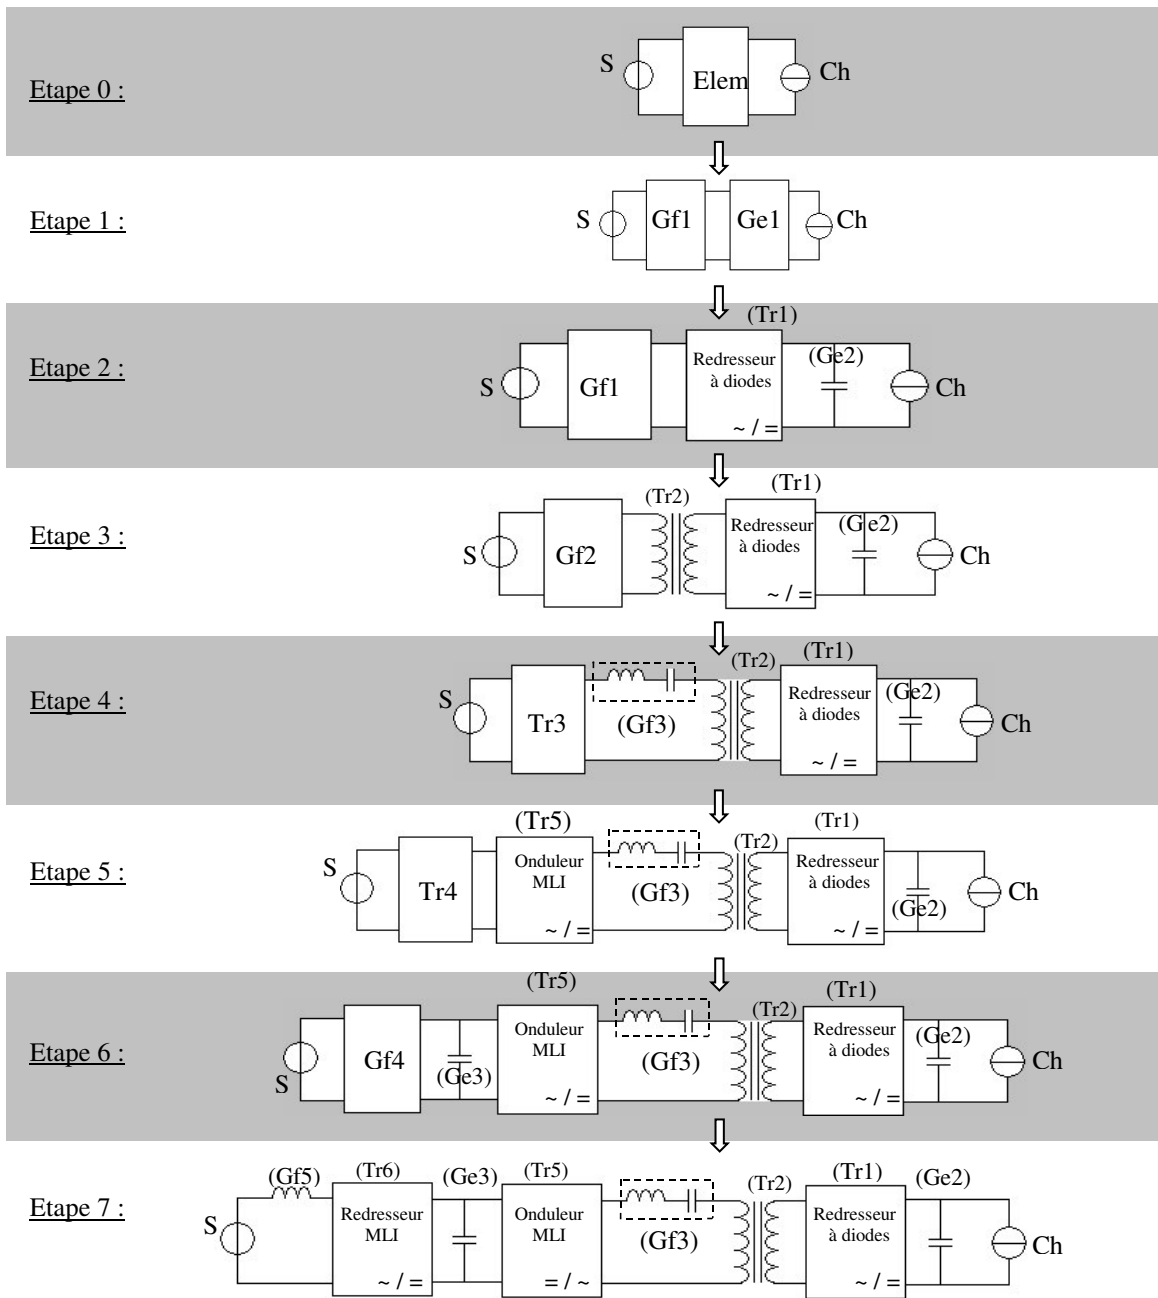 Etape 0 :
S
Elem
Ch
Etape 1 :
S
Gf1
Ge1
Ch
Etape 2 :
(Tr1)
S
Gf1
Redresseur
à diodes
~ / =
(Ge2)
Ch
Etape 3 :
(Tr2)
(Tr1)
S
Gf2
Redresseur
à diodes
~ / =
(Ge2)
Ch
Etape 4 :
(Tr2)
(Tr1)
S
Tr3
(Gf3)
Redresseur
à diodes
~ / =
(Ge2)
Ch
Etape 5 :
(Tr5)
(Tr2)
(Tr1)
S
Tr4
Onduleur
MLI
~ / =
(Gf3)
Redresseur
à diodes
~ / =
(Ge2)
Ch
Etape 6 :
(Tr5)
(Tr2)
(Tr1)
S
Gf4
(Ge3)
Onduleur
MLI
~ / =
(Gf3)
Redresseur
à diodes
~ / =
(Ge2)
Ch
Etape 7 :
(Gf5)
(Tr6)
(Ge3)
(Tr5)
(Tr2)
(Tr1)
(Ge2)
S
Redresseur
MLI
~ / =
Onduleur
MLI
= / ~
(Gf3)
Redresseur
à diodes
~ / =
Ch